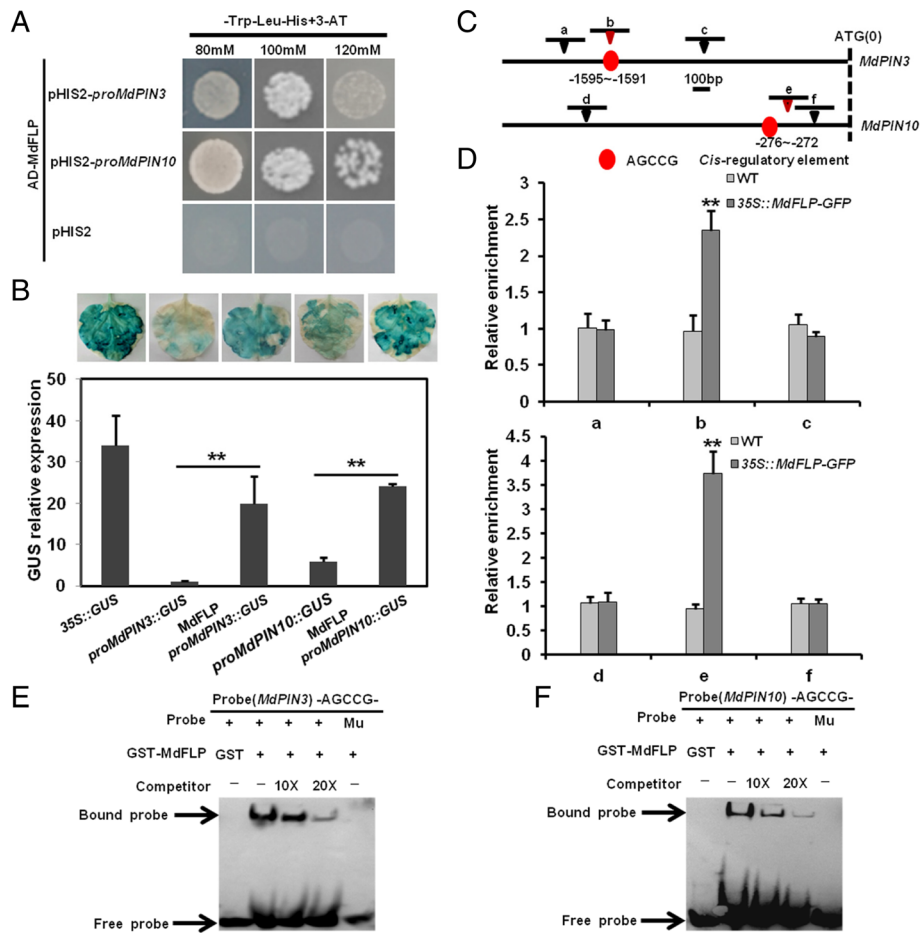 A
-Trp-Leu-His+3-AT
80mM 100mM 120mM
AD-MdFLP
pHIS2-proMdPIN3
pHIS2-proMdPIN10
pHIS2
B
GUS relative expression
50
40
30
20
10
0
35S::GUS
proMdPIN3::GUS
MdFLP
proMdPIN3::GUS
proMdPIN10::GUS
MdFLP
proMdPIN10::GUS
**
**
C
a b c
ATG(0)
MdPIN3
-1595~-1591
100bp
d e f
MdPIN10
-276~-272
AGCCG Cis-regulatory element
D
WT
35S::MdFLP-GFP
**
Relative enrichment
3
2.5
2
1.5
1
0.5
0
a b c
WT
35S::MdFLP-GFP
**
Relative enrichment
4.5
4
3.5
3
2.5
2
1.5
1
0.5
0
d e f
E
Probe(MdPIN3) -AGCCG-
Probe + + + + Mu
GST-MdFLP GST + + + +
Competitor − − 10X 20X −
Bound probe
Free probe
F
Probe(MdPIN10) -AGCCG-
Probe + + + + Mu
GST-MdFLP GST + + + +
Competitor − − 10X 20X −
Bound probe
Free probe